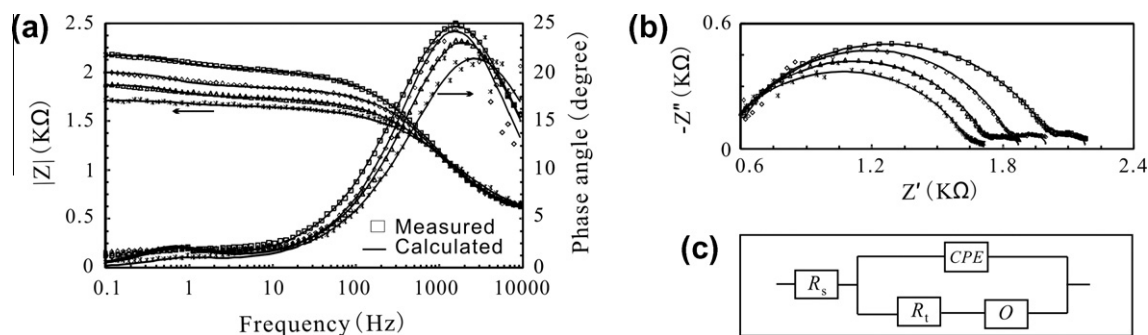 (a)
2.5
2
1.5
1
0.5
0
|Z| (KΩ)
25
20
15
10
5
0
Phase angle (degree)
Measured
Calculated
0.1 1 10 100 1000 10000
Frequency (Hz)
(b)
0.6
0
-Z'' (KΩ)
0.6 1.2 1.8 2.4
Z' (KΩ)
(c)
CPE
Rs
Rt O